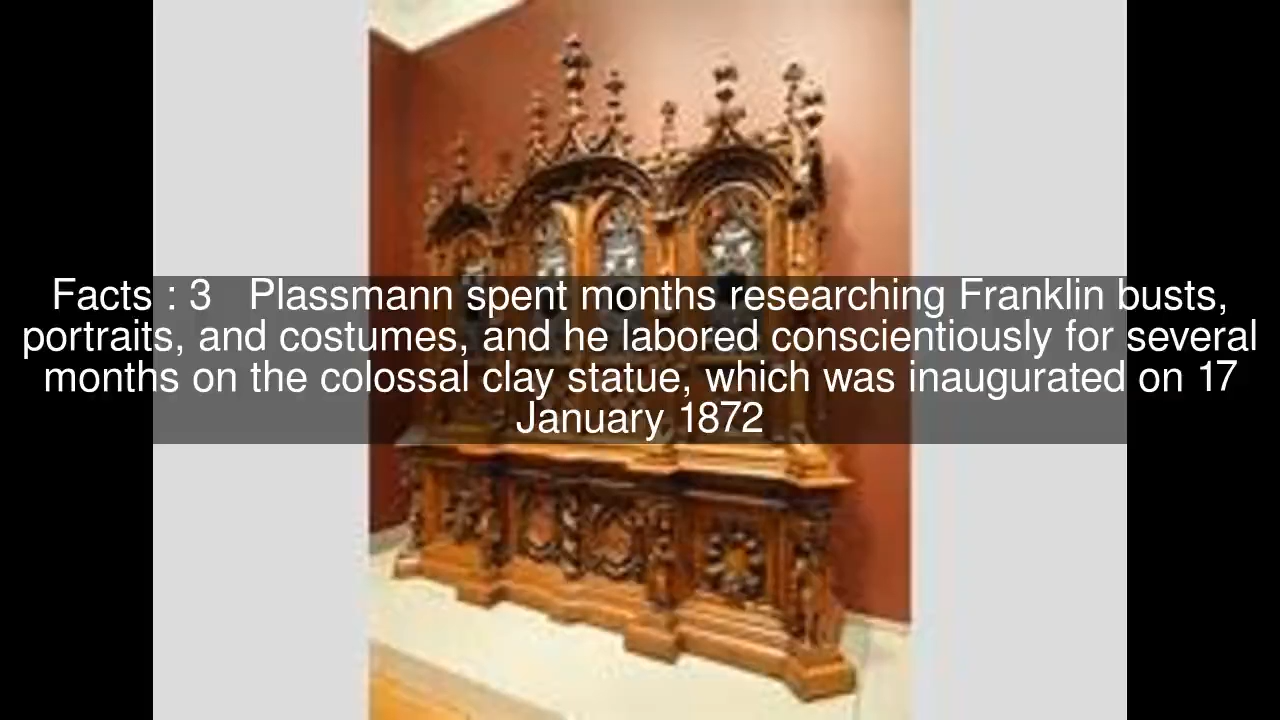 Facts : 3   Plassmann spent months researching Franklin busts,
portraits, and costumes, and he labored conscientiously for several
months on the colossal clay statue, which was inaugurated on 17
January 1872